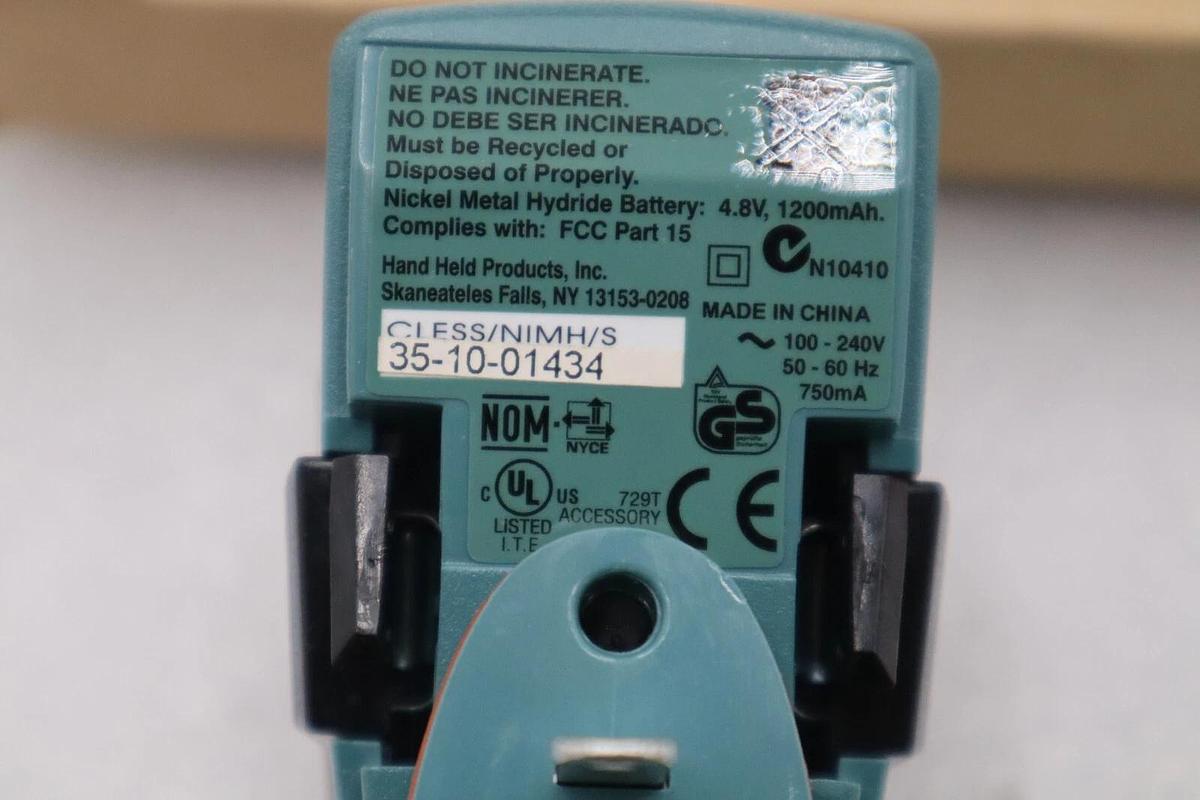 DO NOT INCINERATE.
NE PAS INCINERER.
NO DEBE SER INCINERADO.
Must be Recycled or
Disposed of Properly.
Nickel Metal Hydride Battery: 4.8V, 1200mAh.
Complies with: FCC Part 15
N10410
Hand Held Products, Inc.
Skaneateles Falls, NY 13153-0208
MADE IN CHINA
CLESS/NIMH/S
35-10-01434
100 - 240V
50 - 60 Hz
750mA
NOM
NYCE
GS
geprüfte
Sicherheit
C UL US
LISTED
I.T.E.
729T
ACCESSORY
CE